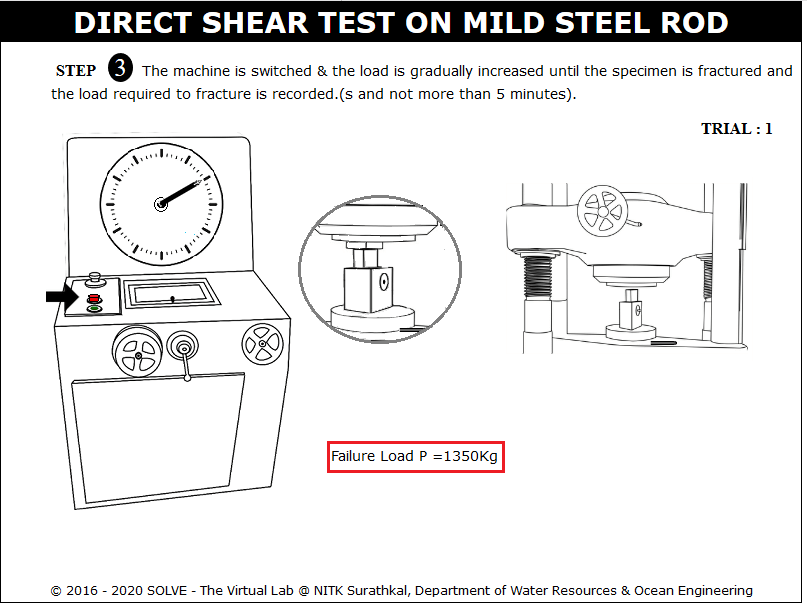 DIRECT SHEAR TEST ON MILD STEEL ROD
STEP 3 The machine is switched & the load is gradually increased until the specimen is fractured and
the load required to fracture is recorded.(s and not more than 5 minutes).
TRIAL : 1
Failure Load P =1350Kg
© 2016 - 2020 SOLVE - The Virtual Lab @ NITK Surathkal, Department of Water Resources & Ocean Engineering